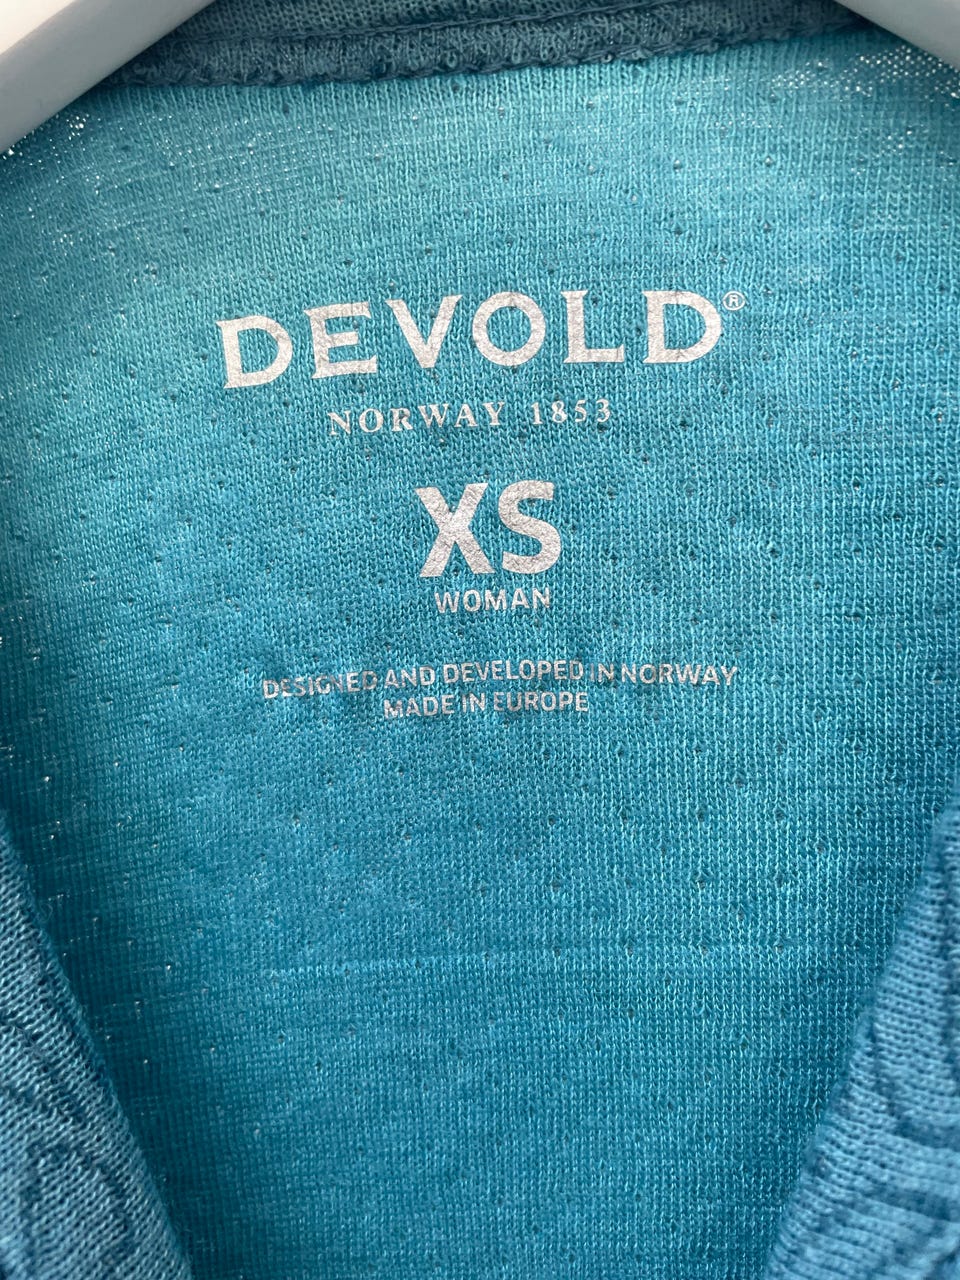 DEVOLD®
NORWAY 1853
XS
WOMAN
DESIGNED AND DEVELOPED IN NORWAY
MADE IN EUROPE